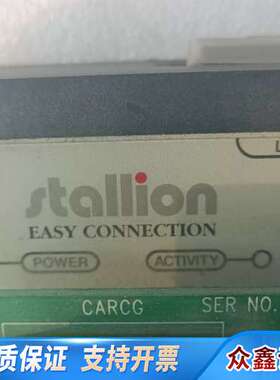 stallion
EASY CONNECTION
POWER ACTIVITY
CARCG SER NO.
质保证 支持开票 众鑫